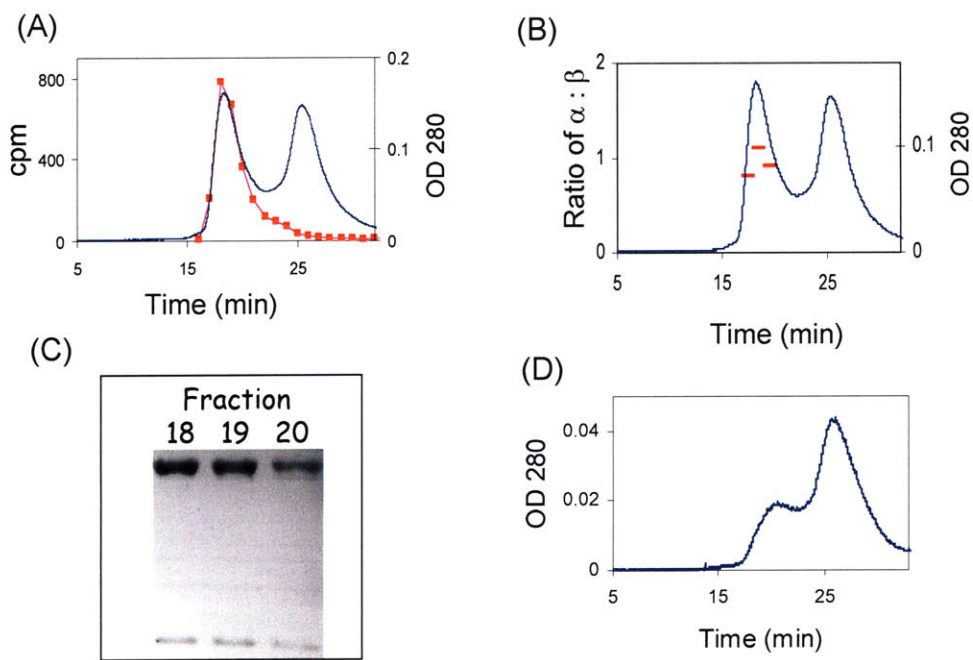 (A)
0.2
800
400
0
cpm
0.1
0
OD 280
5
15
25
Time (min)
(B)
2
1
0
Ratio of α : β
0.1
0
OD 280
5
15
25
Time (min)
(C)
Fraction
18 19 20
(D)
0.04
0.02
0
OD 280
5
15
25
Time (min)